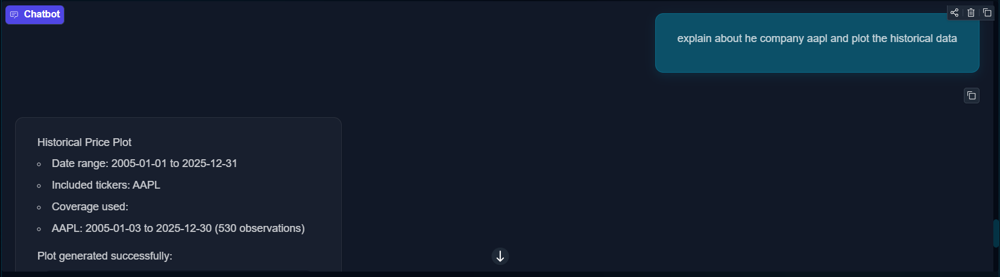 Chatbot
explain about he company aapl and plot the historical data
Historical Price Plot
Date range: 2005-01-01 to 2025-12-31
Included tickers: AAPL
Coverage used:
AAPL: 2005-01-03 to 2025-12-30 (530 observations)
Plot generated successfully: